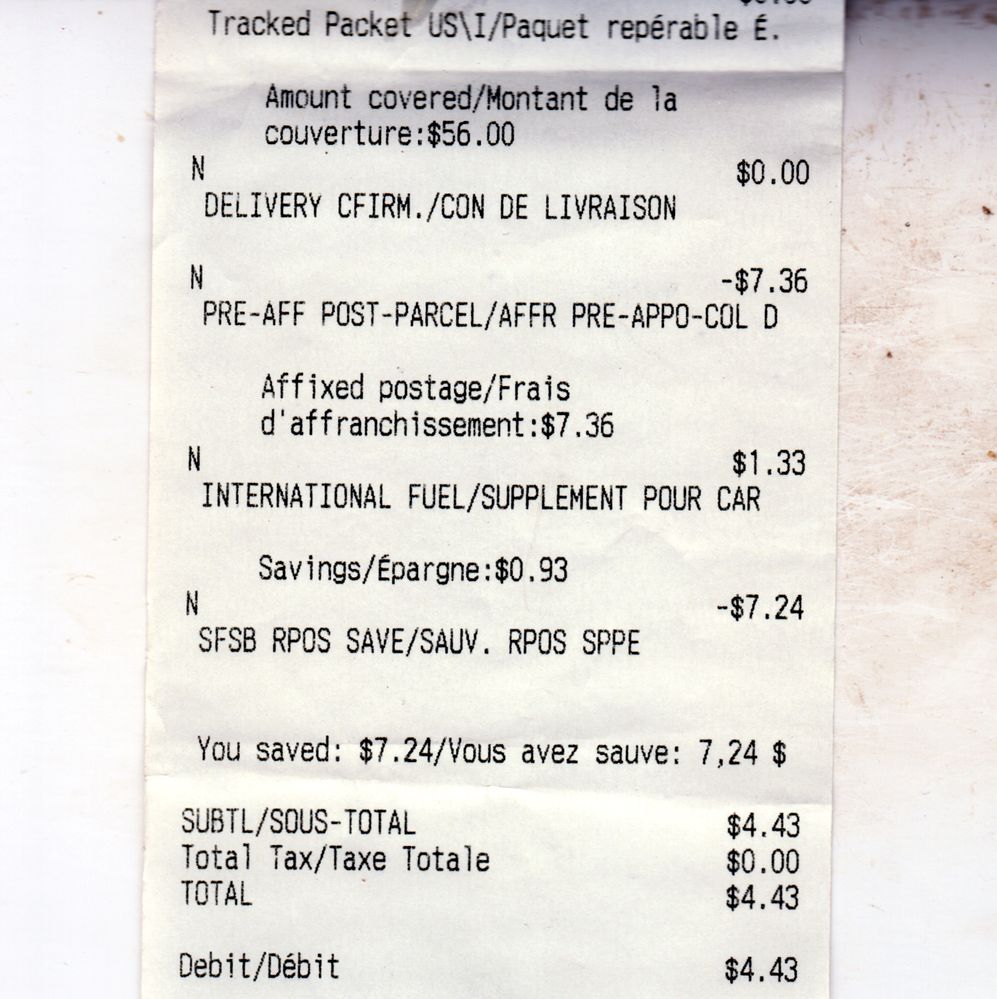 Tracked Packet US\I/Paquet repérable É.
Amount covered/Montant de la
couverture:$56.00
N $0.00
DELIVERY CFIRM./CON DE LIVRAISON
N -$7.36
PRE-AFF POST-PARCEL/AFFR PRE-APPO-COL D
Affixed postage/Frais
d'affranchissement:$7.36
N $1.33
INTERNATIONAL FUEL/SUPPLEMENT POUR CAR
Savings/Épargne:$0.93
N -$7.24
SFSB RPOS SAVE/SAUV. RPOS SPPE
You saved: $7.24/Vous avez sauve: 7,24 $
SUBTL/SOUS-TOTAL $4.43
Total Tax/Taxe Totale $0.00
TOTAL $4.43
Debit/Débit $4.43